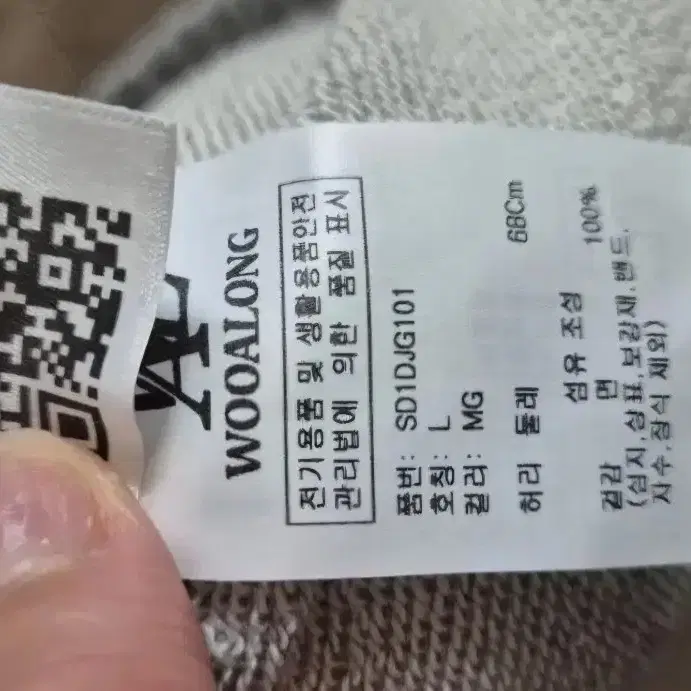 WOOALONG
전기용품 및 생활용품안전
관리법에 의한 품질 표시
품번: SD1DJG101
호칭: L
컬러: MG
허리 둘레 68Cm
섬유 조성
겉감 면 100%
(심지,상표,보강재,밴드,
자수,장식 제외)